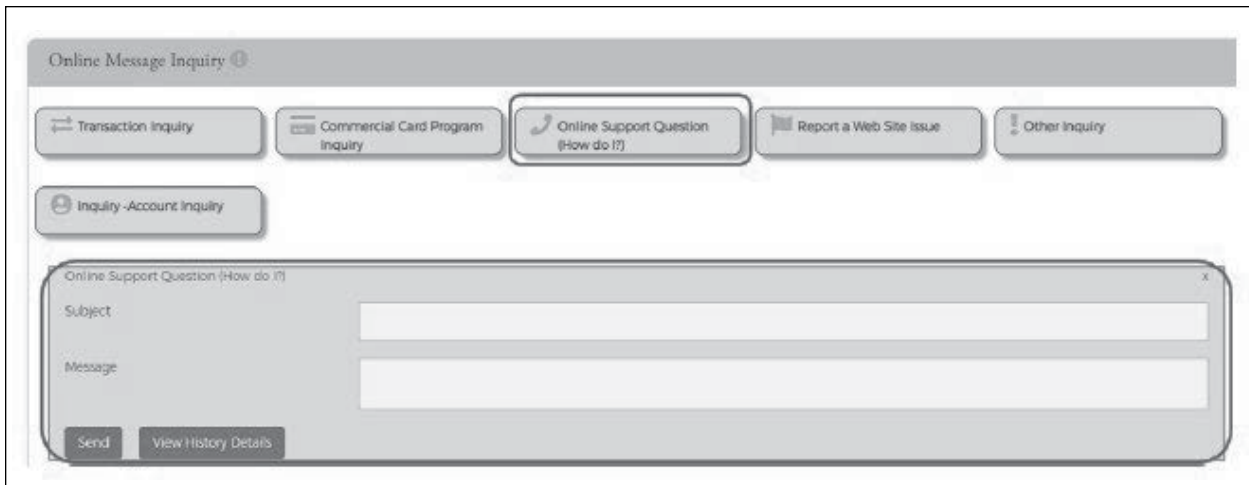 Online Message Inquiry
Transaction Inquiry
Commercial Card Program
Inquiry
Online Support Question
(How do I?)
Report a Web Site Issue
Other Inquiry
Inquiry -Account Inquiry
Online Support Question (How do I?)
x
Subject
Message
Send
View History Details